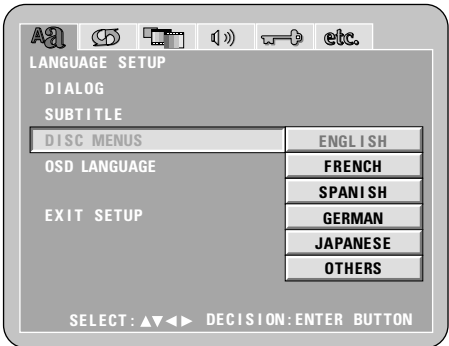 Aa etc.
LANGUAGE SETUP
DIALOG
SUBTITLE
DISC MENUS ENGLISH
OSD LANGUAGE FRENCH
SPANISH
EXIT SETUP GERMAN
JAPANESE
OTHERS
SELECT:▲▼◀▶ DECISION:ENTER BUTTON